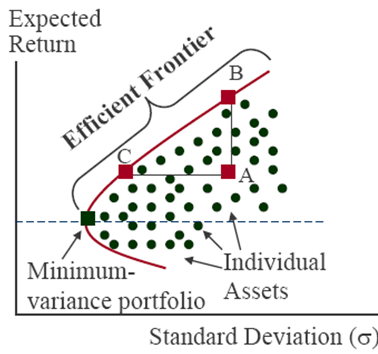 Expected
Return
Efficient Frontier
B
C
A
Minimum-
variance portfolio
Individual
Assets
Standard Deviation (σ)